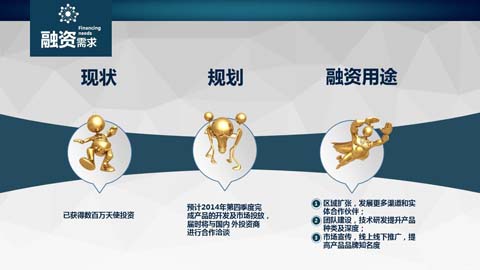 融资需求
Financing
needs
现状
规划
融资用途
已获得数百万天使投资
预计2014年第四季度完
成产品的开发及市场投放，
届时将与国内 外投资商
进行合作洽谈
1 区域扩张，发展更多渠道和实
体合作伙伴；
2 团队建设，技术研发提升产品
种类及深度；
3 市场宣传，线上线下推广，提
高产品品牌知名度